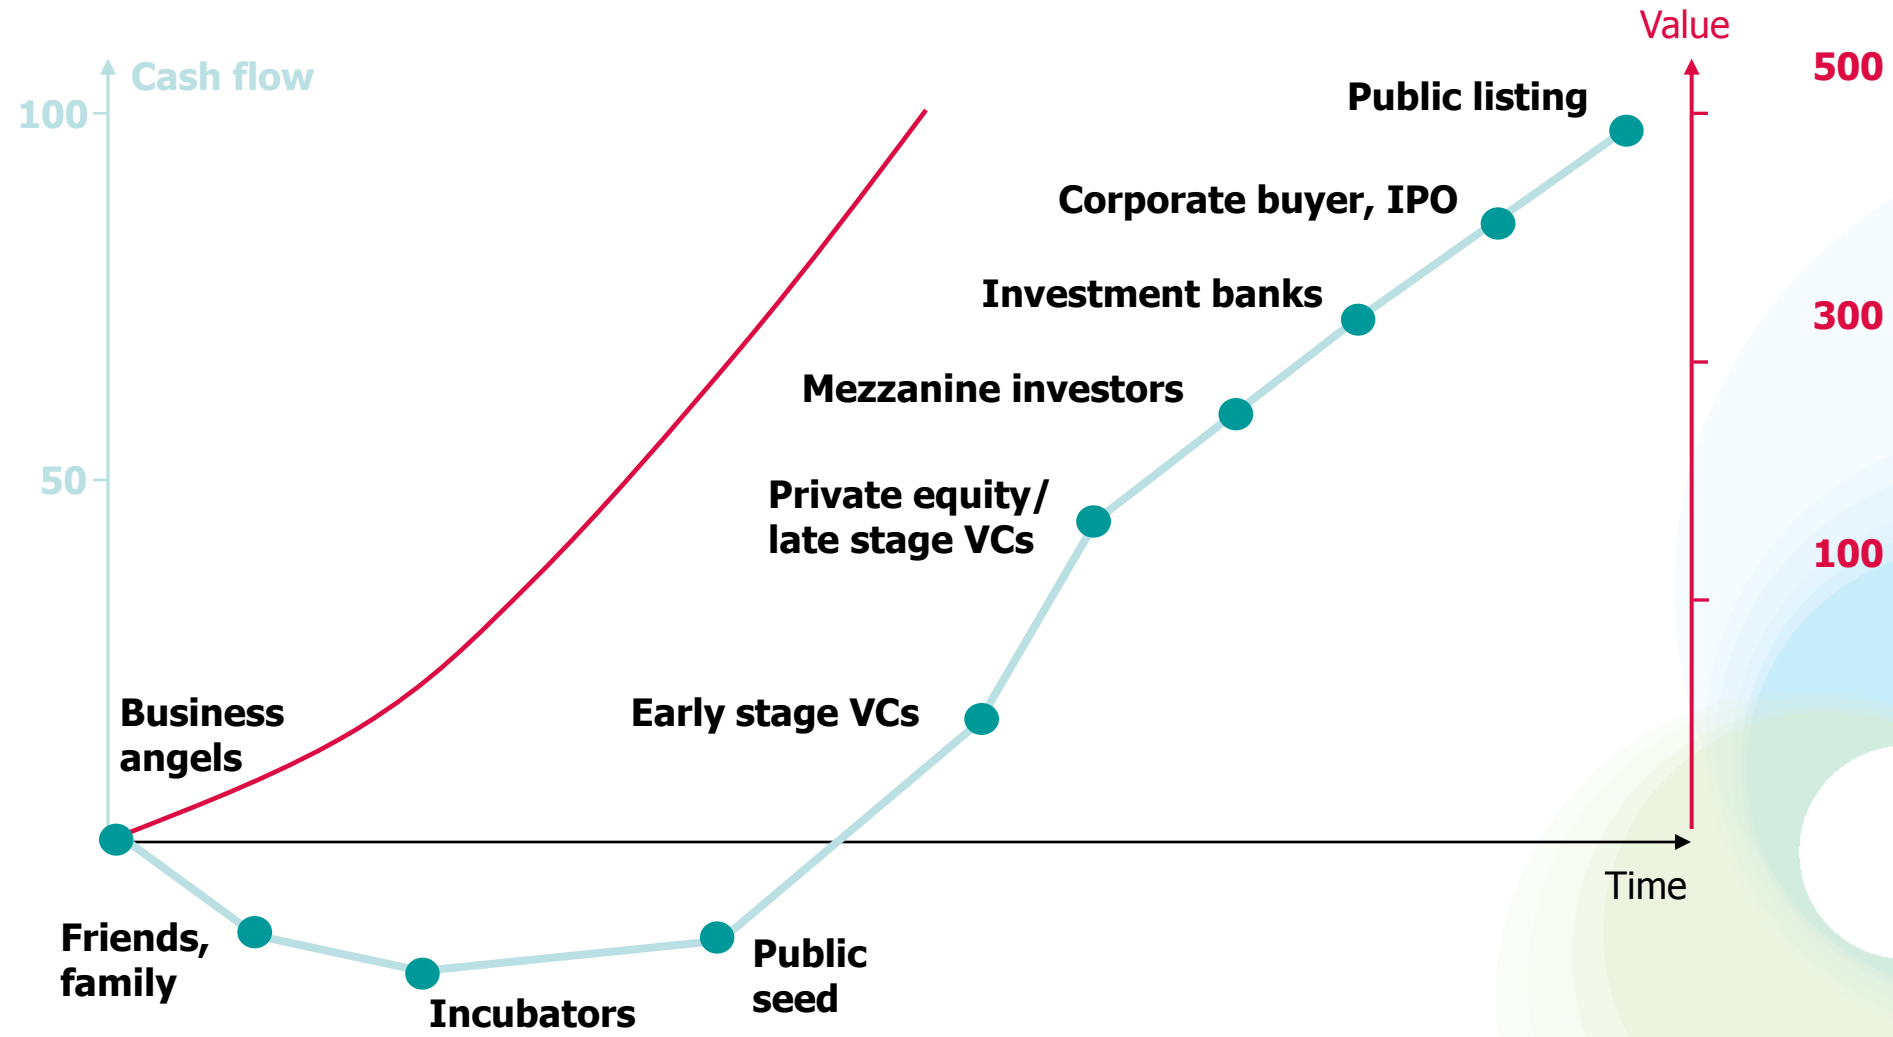 Value
500
Cash flow
Public listing
100
Corporate buyer, IPO
Investment banks
300
Mezzanine investors
50
Private equity/
late stage VCs
100
Business
angels
Early stage VCs
Time
Friends,
family
Public
seed
Incubators